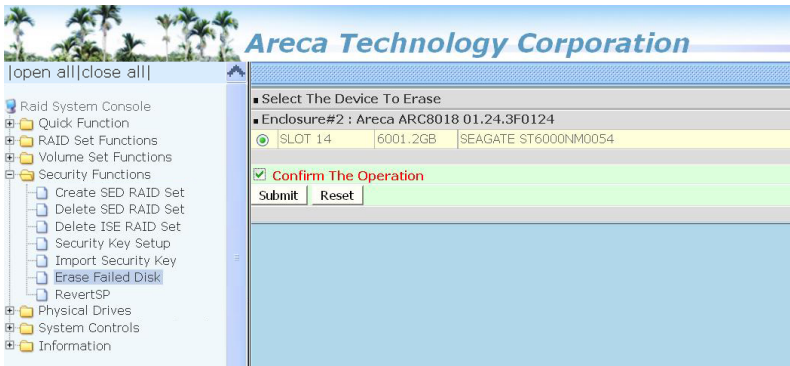 Areca Technology Corporation
|open all|close all|
Raid System Console
Quick Function
RAID Set Functions
Volume Set Functions
Security Functions
Create SED RAID Set
Delete SED RAID Set
Delete ISE RAID Set
Security Key Setup
Import Security Key
Erase Failed Disk
RevertSP
Physical Drives
System Controls
Information
Select The Device To Erase
Enclosure#2 : Areca ARC8018 01.24.3F0124
SLOT 14 6001.2GB SEAGATE ST6000NM0054
Confirm The Operation
Submit Reset